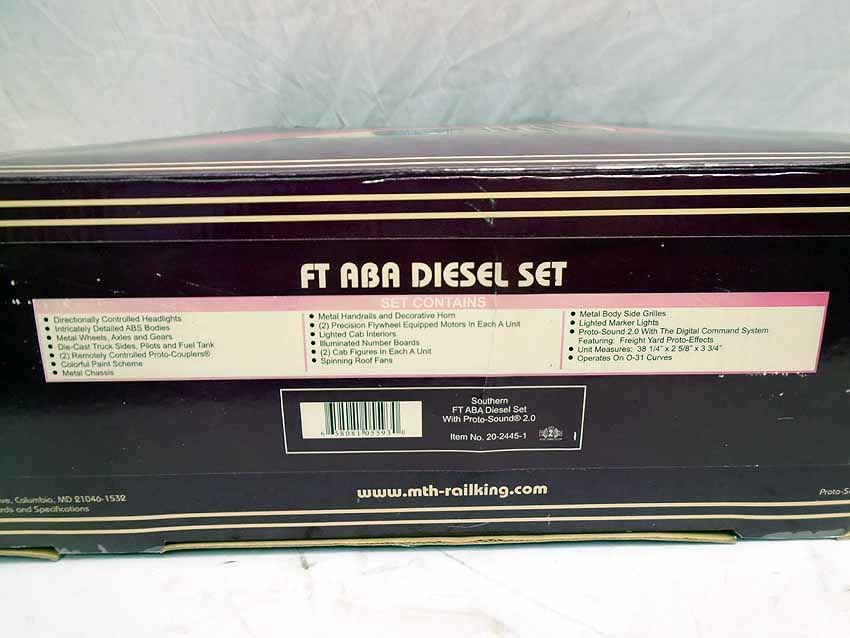 FT ABA DIESEL SET
SET CONTAINS
• Directionally Controlled Headlights
• Intricately Detailed ABS Bodies
• Metal Wheels, Axles and Gears
• Die-Cast Truck Sides, Pilots and Fuel Tank
• (2) Remotely Controlled Proto-Couplers®
• Colorful Paint Scheme
• Metal Chassis
• Metal Handrails and Decorative Horn
• (2) Precision Flywheel Equipped Motors In Each A Unit
• Lighted Cab Interiors
• Illuminated Number Boards
• (2) Cab Figures In Each A Unit
• Spinning Roof Fans
• Metal Body Side Grilles
• Lighted Marker Lights
• Proto-Sound 2.0 With The Digital Command System
Featuring: Freight Yard Proto-Effects
• Unit Measures: 38 1/4" x 2 5/8" x 3 3/4"
• Operates On O-31 Curves
Southern
FT ABA Diesel Set
With Proto-Sound® 2.0
Item No. 20-2445-1
6 58081 05593 0
ve, Columbia, MD 21046-1532
rds and Specifications
www.mth-railking.com
Proto-S